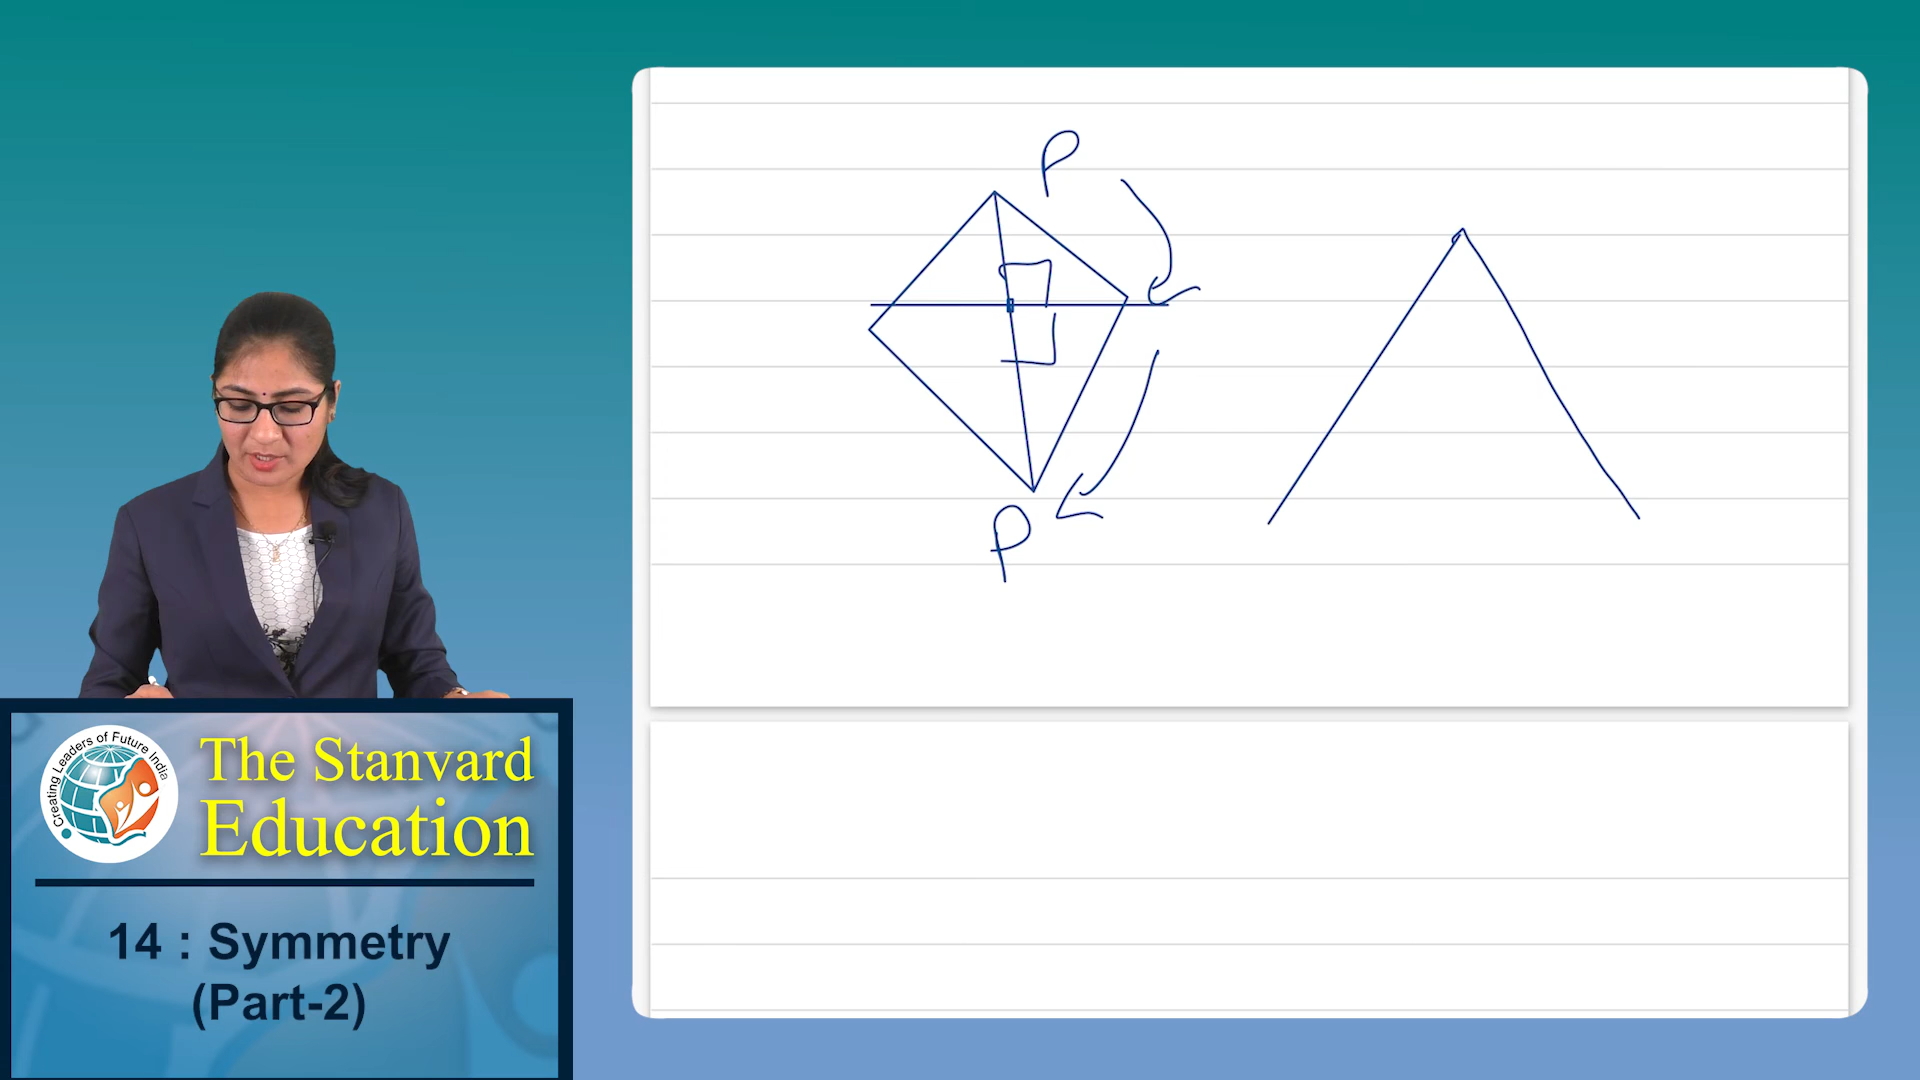 P
P
Creating Leaders of Future India
The Stanvard
Education
14 : Symmetry
(Part-2)